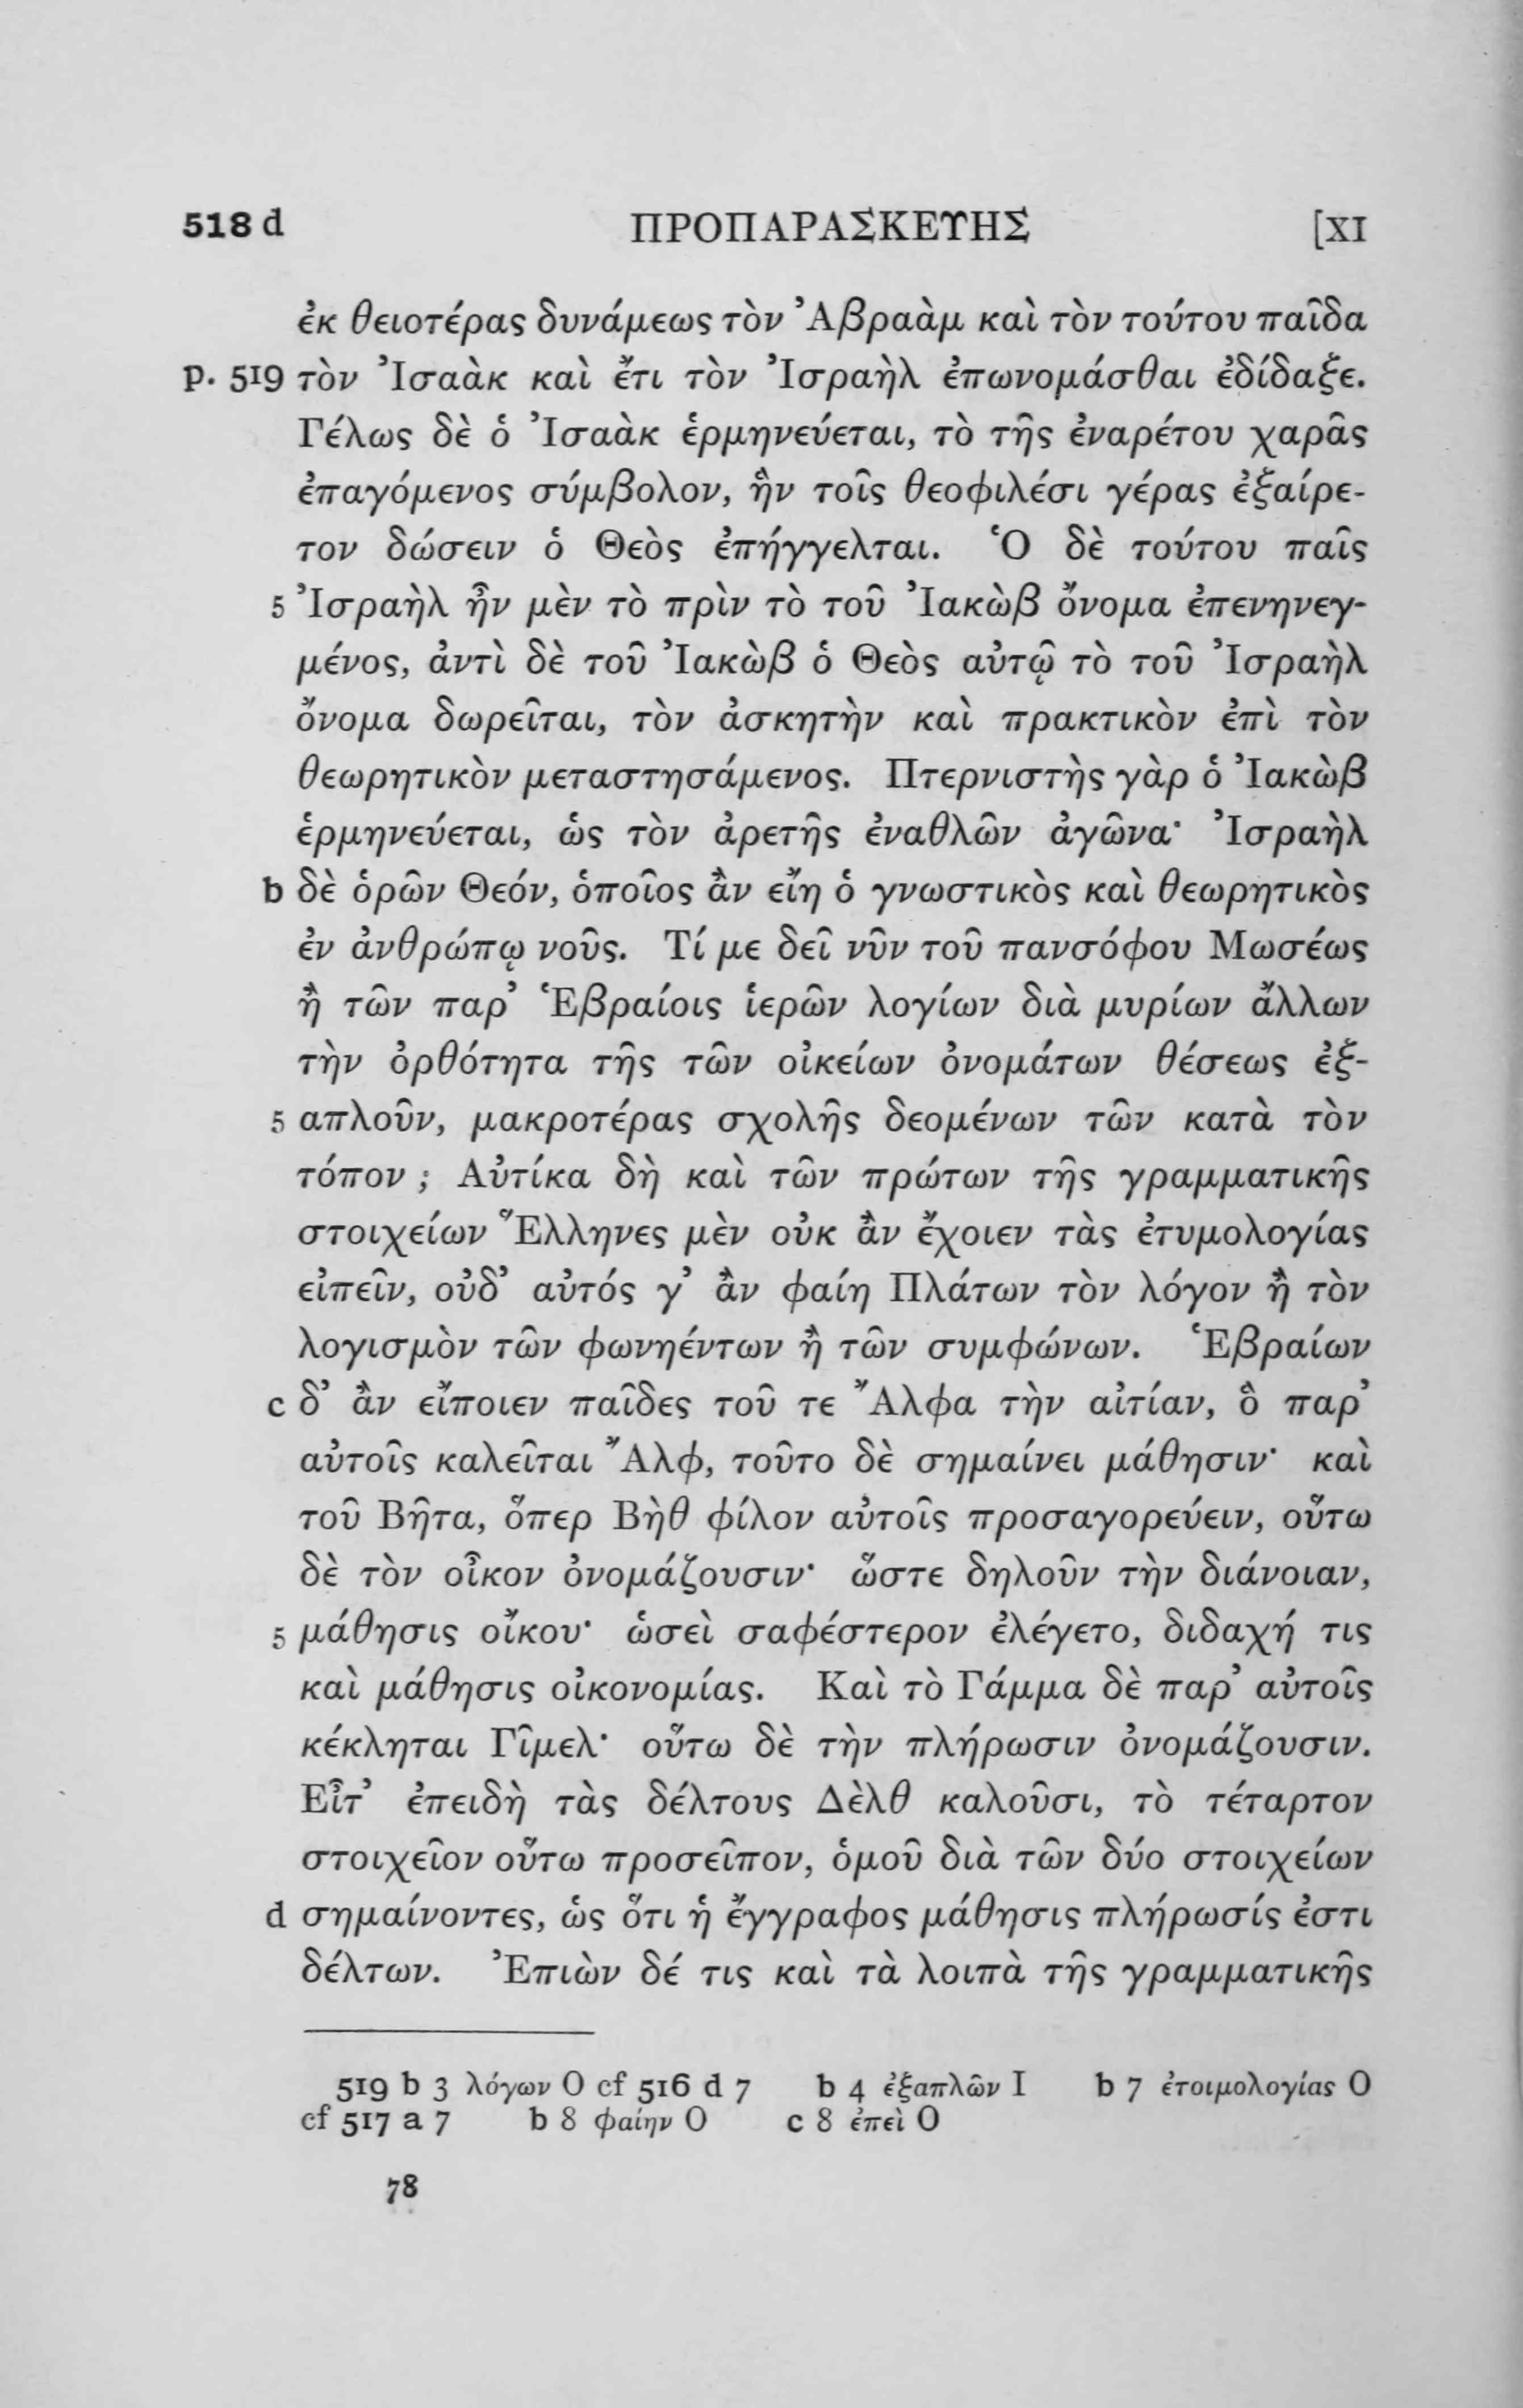 518 d ΠΡΟΠΑΡΑΣΚΕΥΗΣ [XI
ἐκ θειοτέρας δυνάμεως τὸν Ἀβραὰμ καὶ τὸν τούτου παῖδα
p. 519 τὸν Ἰσαὰκ καὶ ἔτι τὸν Ἰσραὴλ ἐπωνομάσθαι ἐδίδαξε.
Γέλως δὲ ὁ Ἰσαὰκ ἑρμηνεύεται, τὸ τῆς ἐναρέτου χαρᾶς
ἐπαγόμενος σύμβολον, ἣν τοῖς θεοφιλέσι γέρας ἐξαίρε-
τον δώσειν ὁ Θεὸς ἐπήγγελται. Ὁ δὲ τούτου παῖς
5 Ἰσραὴλ ἦν μὲν τὸ πρὶν τὸ τοῦ Ἰακὼβ ὄνομα ἐπενηνεγ-
μένος, ἀντὶ δὲ τοῦ Ἰακὼβ ὁ Θεὸς αὐτῷ τὸ τοῦ Ἰσραὴλ
ὄνομα δωρεῖται, τὸν ἀσκητὴν καὶ πρακτικὸν ἐπὶ τὸν
θεωρητικὸν μεταστησάμενος. Πτερνιστὴς γὰρ ὁ Ἰακὼβ
ἑρμηνεύεται, ὡς τὸν ἀρετῆς ἐναθλῶν ἀγῶνα· Ἰσραὴλ
b δὲ ὁρῶν Θεόν, ὁποῖος ἂν εἴη ὁ γνωστικὸς καὶ θεωρητικὸς
ἐν ἀνθρώπῳ νοῦς. Τί με δεῖ νῦν τοῦ πανσόφου Μωσέως
ἢ τῶν παρ’ Ἑβραίοις ἱερῶν λογίων διὰ μυρίων ἄλλων
τὴν ὀρθότητα τῆς τῶν οἰκείων ὀνομάτων θέσεως ἐξ-
5 απλοῦν, μακροτέρας σχολῆς δεομένων τῶν κατὰ τὸν
τόπον ; Αὐτίκα δὴ καὶ τῶν πρώτων τῆς γραμματικῆς
στοιχείων Ἕλληνες μὲν οὐκ ἂν ἔχοιεν τὰς ἐτυμολογίας
εἰπεῖν, οὐδ’ αὐτός γ’ ἂν φαίη Πλάτων τὸν λόγον ἢ τὸν
λογισμὸν τῶν φωνηέντων ἢ τῶν συμφώνων. Ἑβραίων
c δ’ ἂν εἴποιεν παῖδες τοῦ τε Ἄλφα τὴν αἰτίαν, ὃ παρ’
αὐτοῖς καλεῖται Ἄλφ, τοῦτο δὲ σημαίνει μάθησιν· καὶ
τοῦ Βῆτα, ὅπερ Βὴθ φίλον αὐτοῖς προσαγορεύειν, οὕτω
δὲ τὸν οἶκον ὀνομάζουσιν· ὥστε δηλοῦν τὴν διάνοιαν,
5 μάθησις οἴκου· ὡσεὶ σαφέστερον ἐλέγετο, διδαχή τις
καὶ μάθησις οἰκονομίας. Καὶ τὸ Γάμμα δὲ παρ’ αὐτοῖς
κέκληται Γῖμελ· οὕτω δὲ τὴν πλήρωσιν ὀνομάζουσιν.
Εἶτ’ ἐπειδὴ τὰς δέλτους Δὲλθ καλοῦσι, τὸ τέταρτον
στοιχεῖον οὕτω προσεῖπον, ὁμοῦ διὰ τῶν δύο στοιχείων
d σημαίνοντες, ὡς ὅτι ἡ ἔγγραφος μάθησις πλήρωσίς ἐστι
δέλτων. Ἐπιὼν δέ τις καὶ τὰ λοιπὰ τῆς γραμματικῆς
519 b 3 λόγων O cf 516 d 7 b 4 ἐξαπλῶν I b 7 ἐτοιμολογίας O
cf 517 a 7 b 8 φαίην O c 8 ἐπεὶ O
78